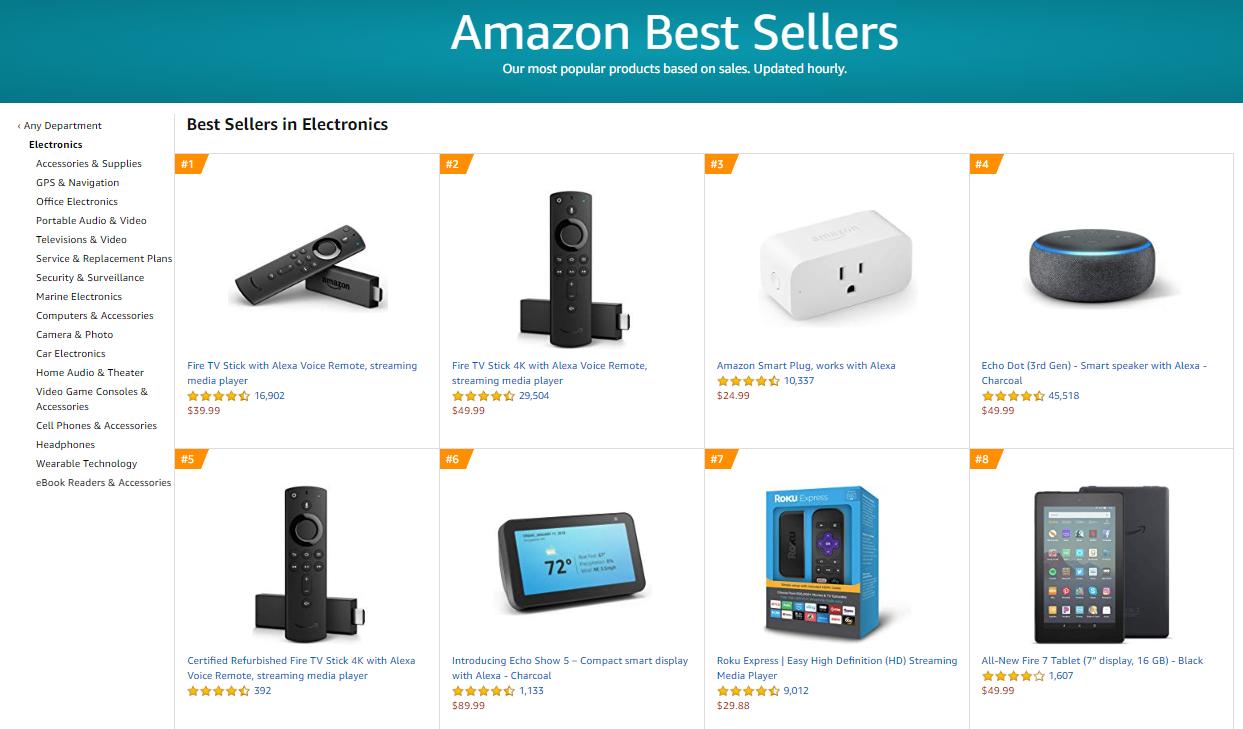 Amazon Best Sellers
Our most popular products based on sales. Updated hourly.
‹ Any Department
Electronics
Accessories & Supplies
GPS & Navigation
Office Electronics
Portable Audio & Video
Televisions & Video
Service & Replacement Plans
Security & Surveillance
Marine Electronics
Computers & Accessories
Camera & Photo
Car Electronics
Home Audio & Theater
Video Game Consoles &
Accessories
Cell Phones & Accessories
Headphones
Wearable Technology
eBook Readers & Accessories
Best Sellers in Electronics
#1
amazon
Fire TV Stick with Alexa Voice Remote, streaming
media player
16,902
$39.99
#2
Fire TV Stick 4K with Alexa Voice Remote,
streaming media player
29,504
$49.99
#3
amazon
Amazon Smart Plug, works with Alexa
10,337
$24.99
#4
Echo Dot (3rd Gen) - Smart speaker with Alexa -
Charcoal
45,518
$49.99
#5
Certified Refurbished Fire TV Stick 4K with Alexa
Voice Remote, streaming media player
392
#6
72°
Introducing Echo Show 5 – Compact smart display
with Alexa - Charcoal
1,133
$89.99
#7
Roku Express
Roku
Roku Express | Easy High Definition (HD) Streaming
Media Player
9,012
$29.88
#8
All-New Fire 7 Tablet (7" display, 16 GB) - Black
1,607
$49.99